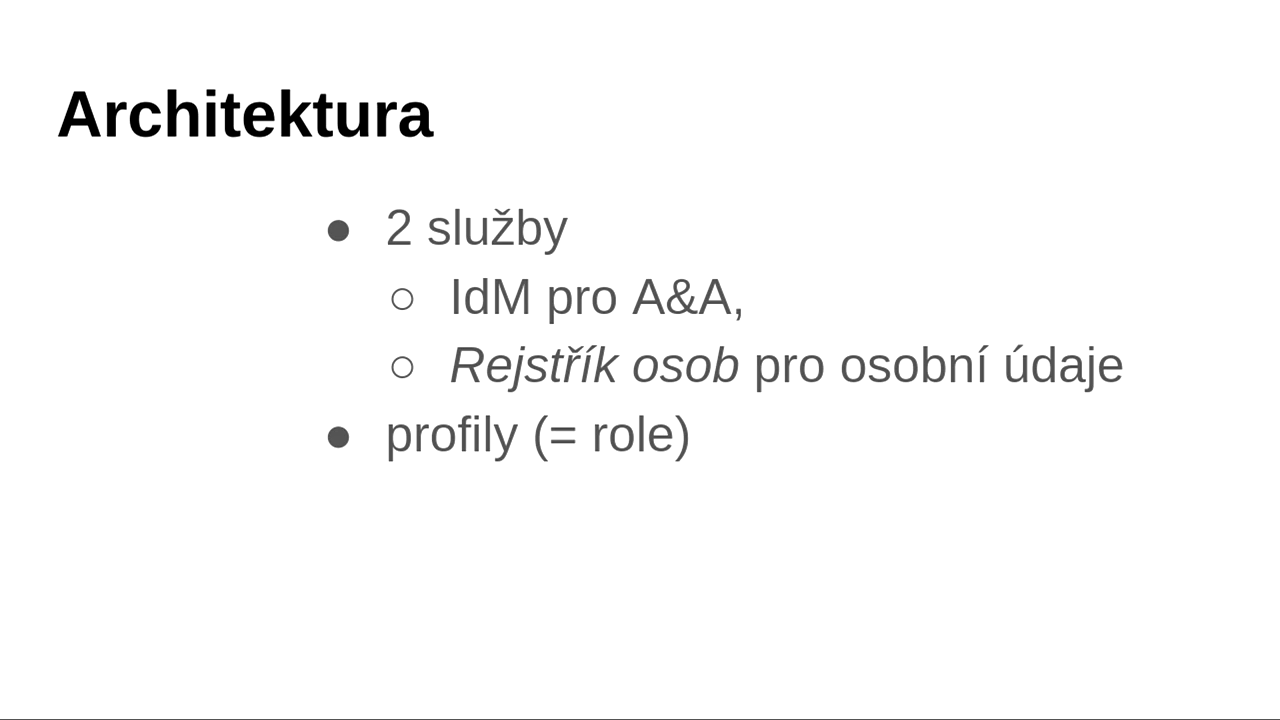 Architektura
● 2 služby
○ IdM pro A&A,
○ Rejstřík osob pro osobní údaje
● profily (= role)